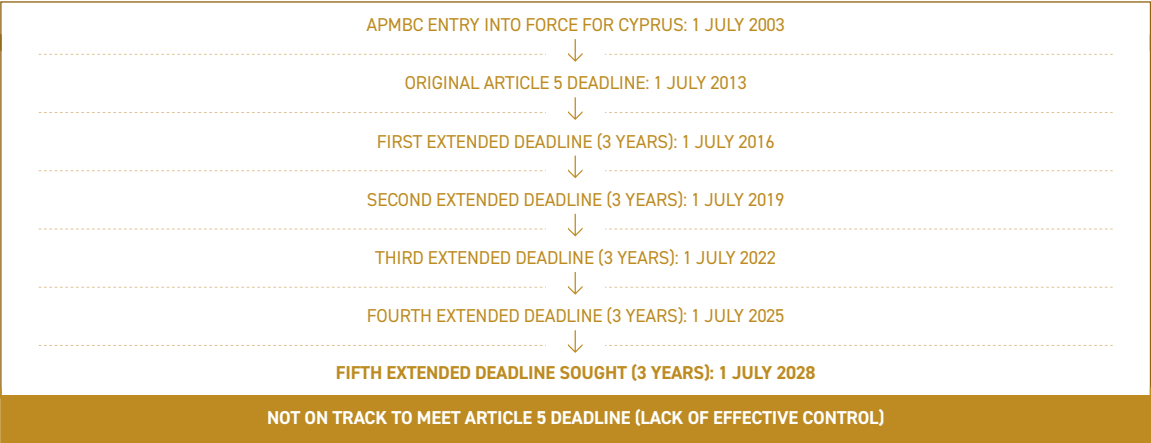 APMBC ENTRY INTO FORCE FOR CYPRUS: 1 JULY 2003
ORIGINAL ARTICLE 5 DEADLINE: 1 JULY 2013
FIRST EXTENDED DEADLINE (3 YEARS): 1 JULY 2016
SECOND EXTENDED DEADLINE (3 YEARS): 1 JULY 2019
THIRD EXTENDED DEADLINE (3 YEARS): 1 JULY 2022
FOURTH EXTENDED DEADLINE (3 YEARS): 1 JULY 2025
FIFTH EXTENDED DEADLINE SOUGHT (3 YEARS): 1 JULY 2028
NOT ON TRACK TO MEET ARTICLE 5 DEADLINE (LACK OF EFFECTIVE CONTROL)